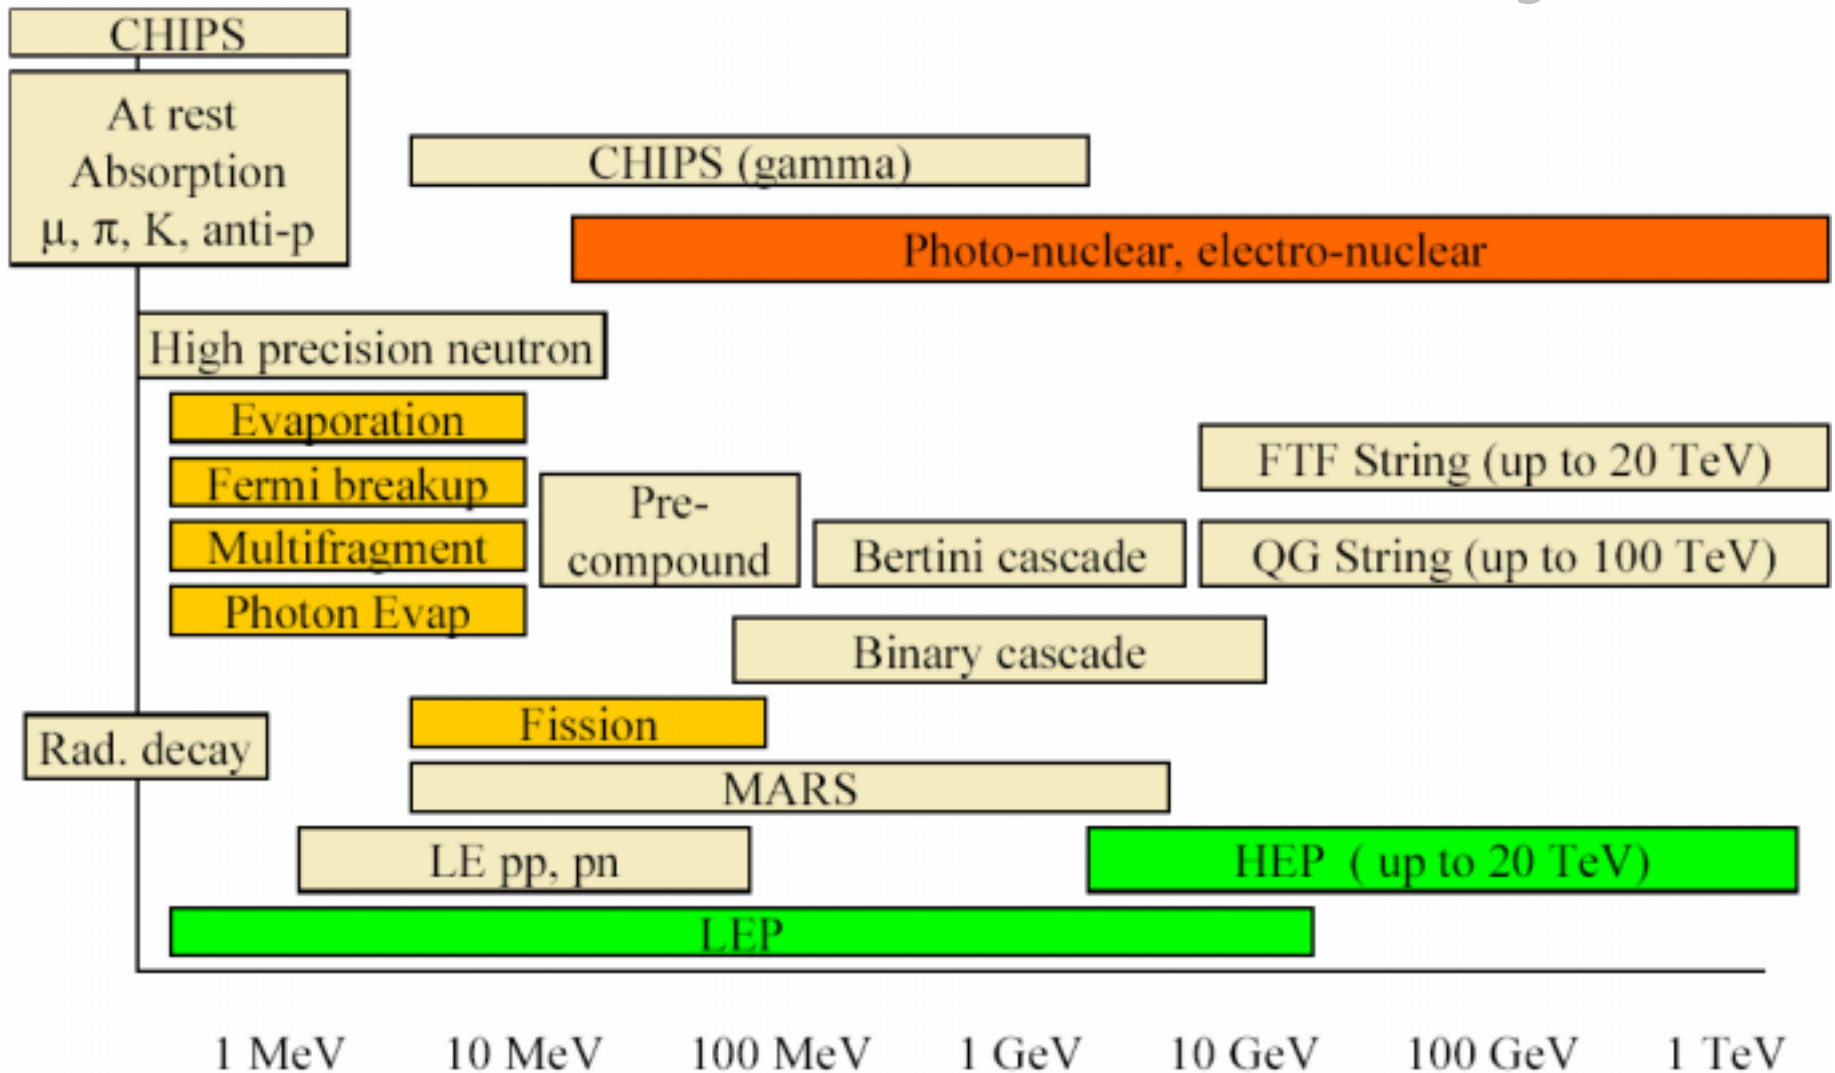 CHIPS
At rest
Absorption
μ, π, K, anti-p
CHIPS (gamma)
Photo-nuclear, electro-nuclear
High precision neutron
Evaporation
Fermi breakup
Multifragment
Photon Evap
Pre-
compound
Bertini cascade
FTF String (up to 20 TeV)
QG String (up to 100 TeV)
Binary cascade
Fission
Rad. decay
MARS
LE pp, pn
HEP ( up to 20 TeV)
LEP
1 MeV 10 MeV 100 MeV 1 GeV 10 GeV 100 GeV 1 TeV